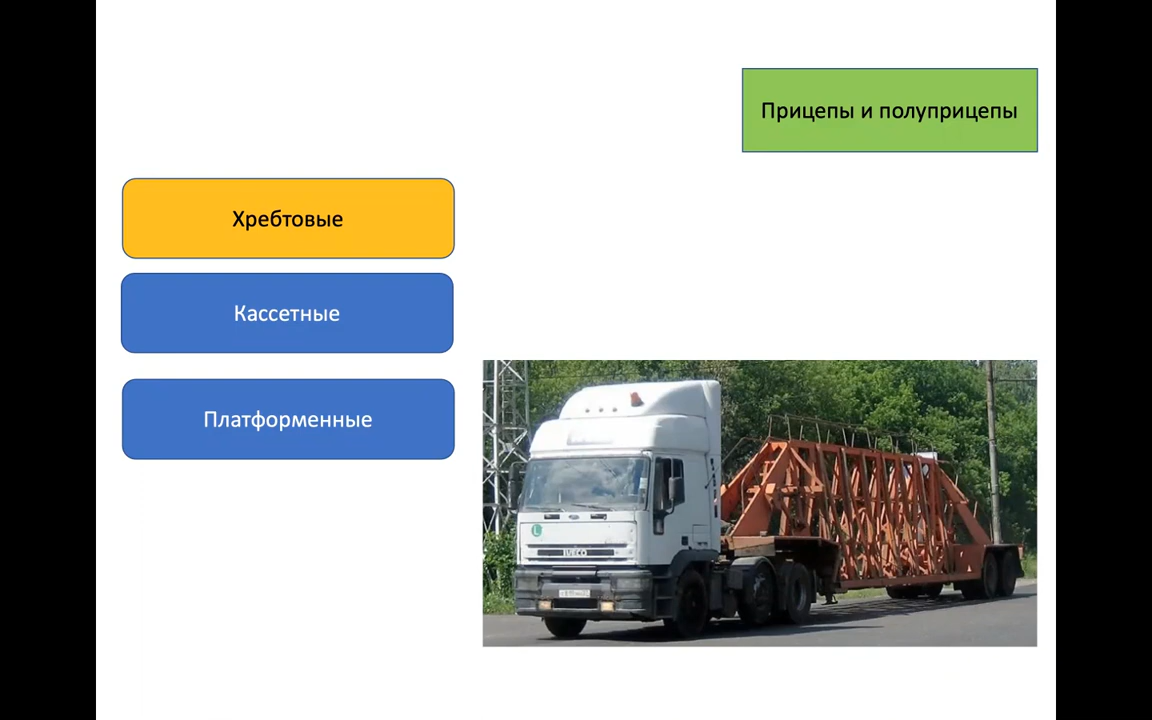 Прицепы и полуприцепы
Хребтовые
Кассетные
Платформенные
IVECO